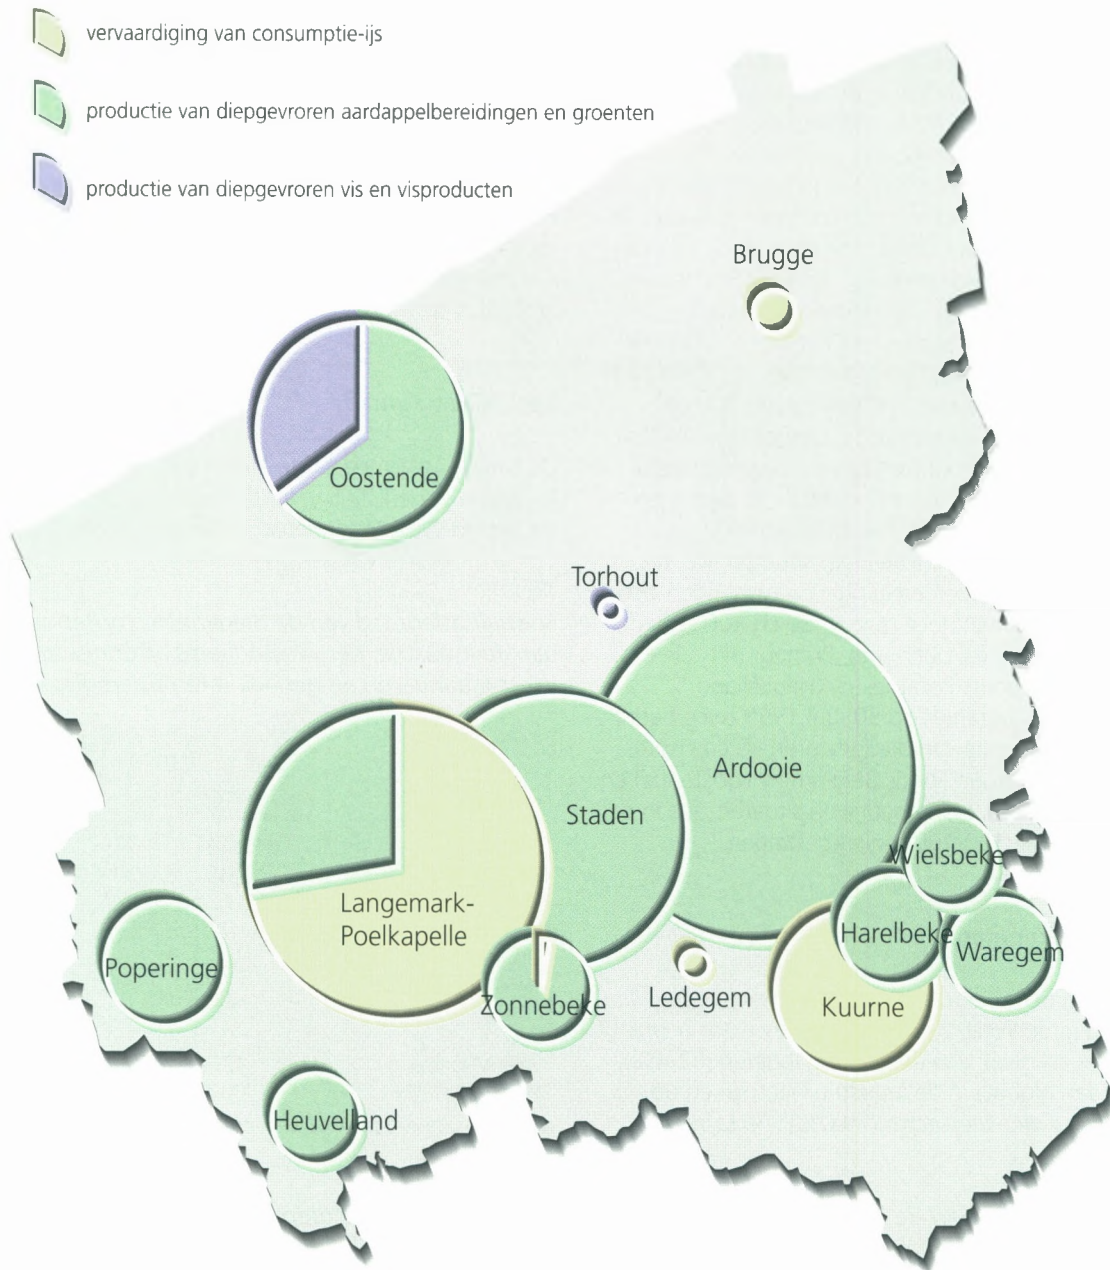 vervaardiging van consumptie-ijs
productie van diepgevroren aardappelbereidingen en groenten
productie van diepgevroren vis en visproducten
Brugge
Oostende
Torhout
Ardooie
Staden
Wielsbeke
Langemark-
Poelkapelle
Harelbeke
Waregem
Poperinge
Zonnebeke
Ledegem
Kuurne
Heuvelland